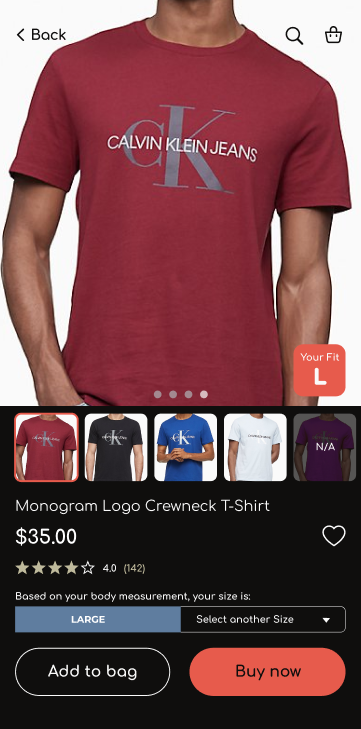 Back
CK
CALVIN KLEIN JEANS
Your Fit
L
N/A
Monogram Logo Crewneck T-Shirt
$35.00
4.0 (142)
Based on your body measurement, your size is:
LARGE
Select another Size
Add to bag
Buy now